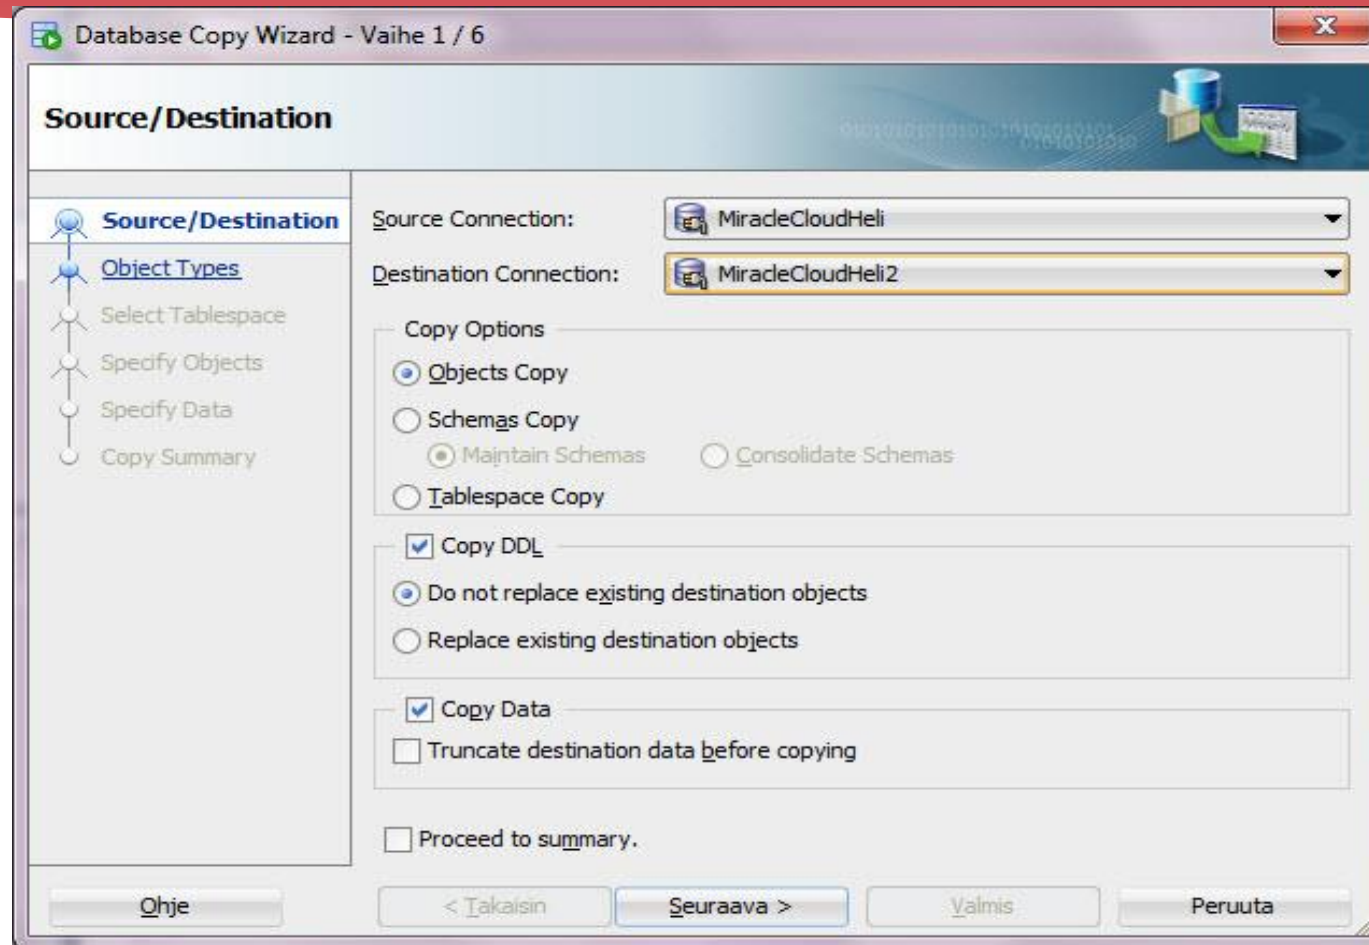 Database Copy Wizard - Vaihe 1 / 6
Source/Destination
Source/Destination
Object Types
Select Tablespace
Specify Objects
Specify Data
Copy Summary
Source Connection: MiracleCloudHeli
Destination Connection: MiracleCloudHeli2
Copy Options
Objects Copy
Schemas Copy
Maintain Schemas Consolidate Schemas
Tablespace Copy
Copy DDL
Do not replace existing destination objects
Replace existing destination objects
Copy Data
Truncate destination data before copying
Proceed to summary.
Ohje < Takaisin Seuraava > Valmis Peruuta